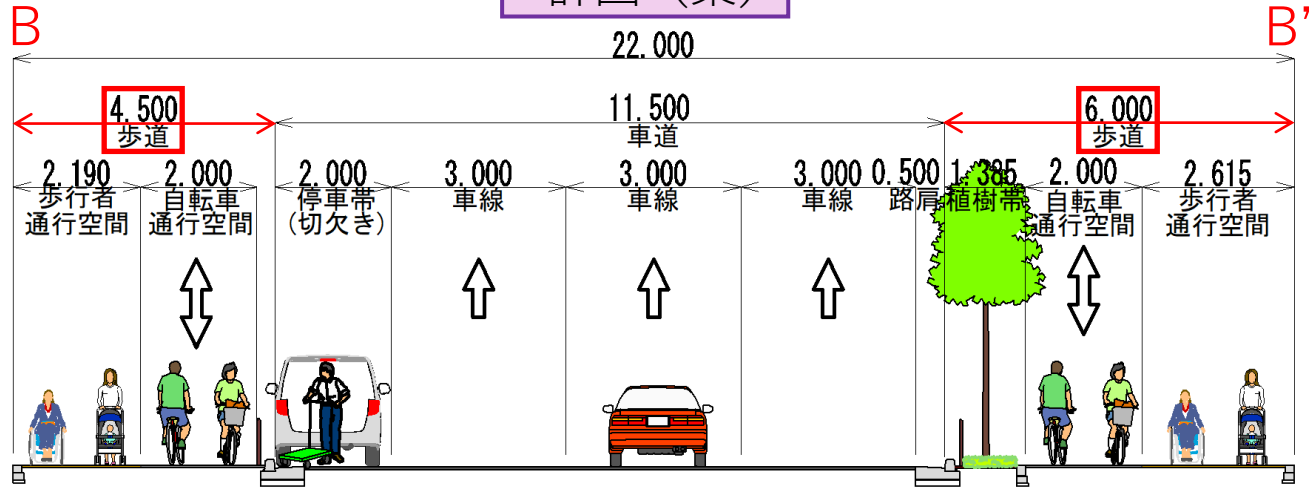 計画（案）
B
B'
22.000
4.500
歩道
11.500
車道
6.000
歩道
2.190
歩行者
通行空間
2.000
自転車
通行空間
2.000
停車帯
(切欠き)
3.000
車線
3.000
車線
3.000
車線
0.500
路肩
1.385
植樹帯
2.000
自転車
通行空間
2.615
歩行者
通行空間